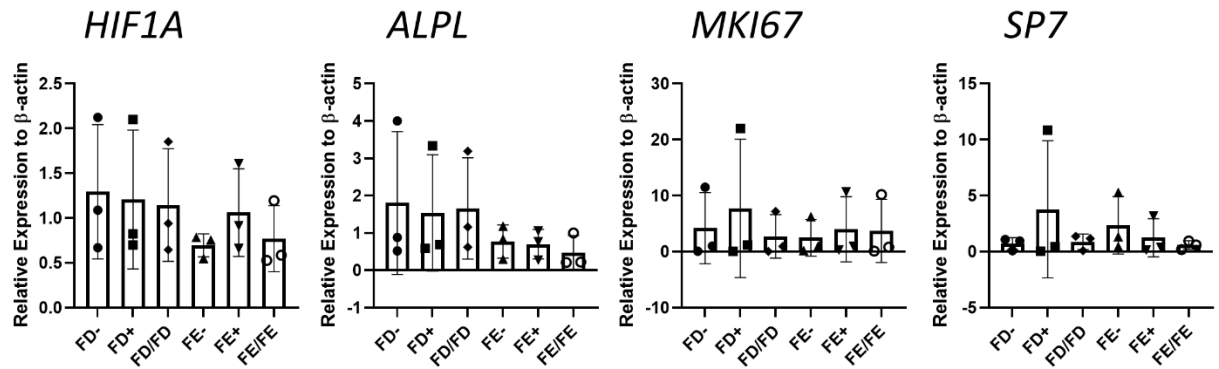 HIF1A
Relative Expression to β-actin
2.5
2.0
1.5
1.0
0.5
0.0
FD-
FD+
FD/FD
FE-
FE+
FE/FE
ALPL
Relative Expression to β-actin
5
4
3
2
1
0
-1
FD-
FD+
FD/FD
FE-
FE+
FE/FE
MKI67
Relative Expression to β-actin
30
20
10
0
-10
FD-
FD+
FD/FD
FE-
FE+
FE/FE
SP7
Relative Expression to β-actin
15
10
5
0
-5
FD-
FD+
FD/FD
FE-
FE+
FE/FE